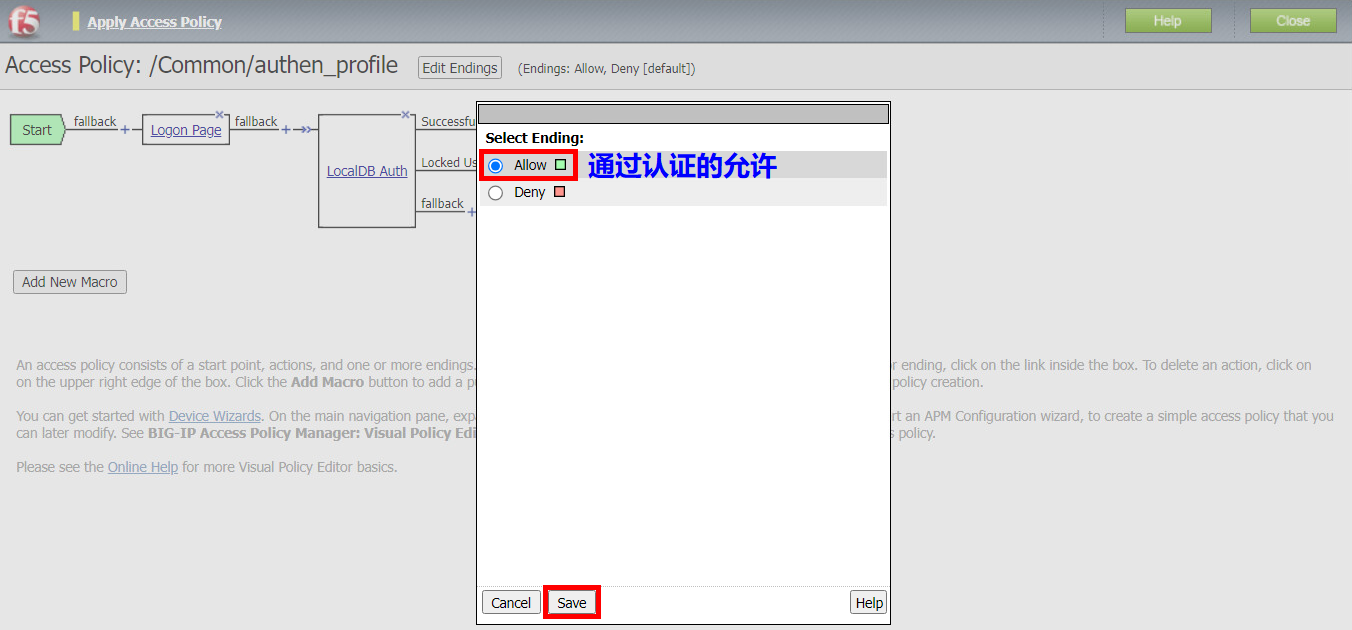 f5
Apply Access Policy
Help
Close
Access Policy: /Common/authen_profile
Edit Endings
(Endings: Allow, Deny [default])
Start
fallback
+
Logon Page
×
fallback
+
LocalDB Auth
×
Successfu
Locked Us
fallback
+
Select Ending:
Allow
通过认证的允许
Deny
Add New Macro
An access policy consists of a start point, actions, and one or more endings.
r ending, click on the link inside the box. To delete an action, click on
on the upper right edge of the box. Click the Add Macro button to add a p
policy creation.
You can get started with Device Wizards. On the main navigation pane, exp
rt an APM Configuration wizard, to create a simple access policy that you
can later modify. See BIG-IP Access Policy Manager: Visual Policy Edi
s policy.
Please see the Online Help for more Visual Policy Editor basics.
Cancel
Save
Help